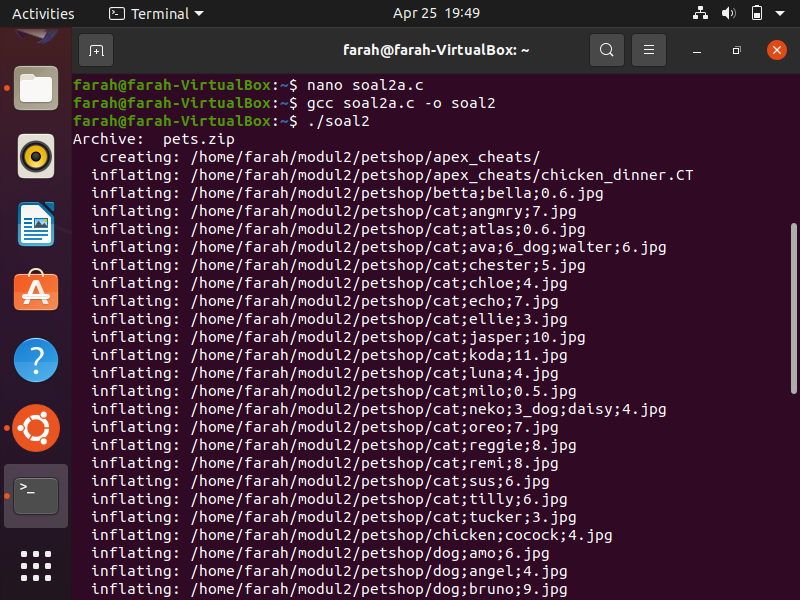 Activities Terminal Apr 25 19:49
farah@farah-VirtualBox: ~
farah@farah-VirtualBox:~$ nano soal2a.c
farah@farah-VirtualBox:~$ gcc soal2a.c -o soal2
farah@farah-VirtualBox:~$ ./soal2
Archive:  pets.zip
   creating: /home/farah/modul2/petshop/apex_cheats/
  inflating: /home/farah/modul2/petshop/apex_cheats/chicken_dinner.CT
  inflating: /home/farah/modul2/petshop/betta;bella;0.6.jpg
  inflating: /home/farah/modul2/petshop/cat;angmry;7.jpg
  inflating: /home/farah/modul2/petshop/cat;atlas;0.6.jpg
  inflating: /home/farah/modul2/petshop/cat;ava;6_dog;walter;6.jpg
  inflating: /home/farah/modul2/petshop/cat;chester;5.jpg
  inflating: /home/farah/modul2/petshop/cat;chloe;4.jpg
  inflating: /home/farah/modul2/petshop/cat;echo;7.jpg
  inflating: /home/farah/modul2/petshop/cat;ellie;3.jpg
  inflating: /home/farah/modul2/petshop/cat;jasper;10.jpg
  inflating: /home/farah/modul2/petshop/cat;koda;11.jpg
  inflating: /home/farah/modul2/petshop/cat;luna;4.jpg
  inflating: /home/farah/modul2/petshop/cat;milo;0.5.jpg
  inflating: /home/farah/modul2/petshop/cat;neko;3_dog;daisy;4.jpg
  inflating: /home/farah/modul2/petshop/cat;oreo;7.jpg
  inflating: /home/farah/modul2/petshop/cat;reggie;8.jpg
  inflating: /home/farah/modul2/petshop/cat;remi;8.jpg
  inflating: /home/farah/modul2/petshop/cat;sus;6.jpg
  inflating: /home/farah/modul2/petshop/cat;tilly;6.jpg
  inflating: /home/farah/modul2/petshop/cat;tucker;3.jpg
  inflating: /home/farah/modul2/petshop/chicken;cocock;4.jpg
  inflating: /home/farah/modul2/petshop/dog;amo;6.jpg
  inflating: /home/farah/modul2/petshop/dog;angel;4.jpg
  inflating: /home/farah/modul2/petshop/dog;bruno;9.jpg